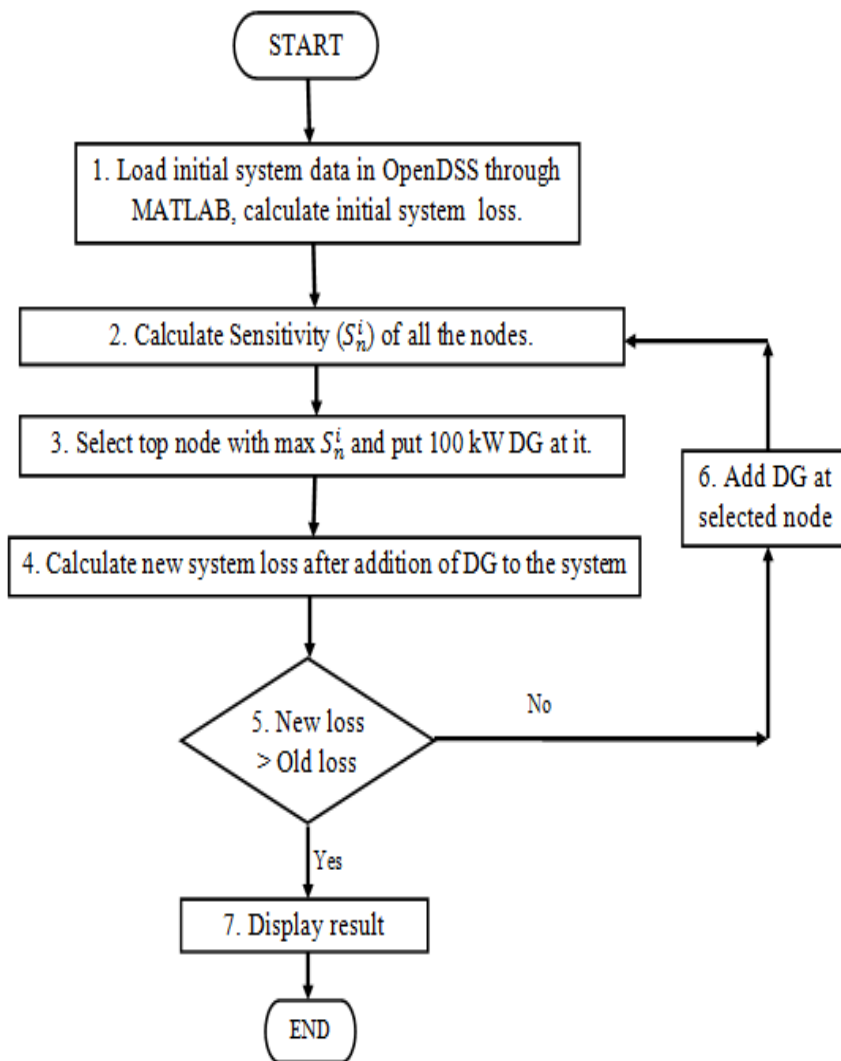 START
1. Load initial system data in OpenDSS through
MATLAB, calculate initial system loss.
2. Calculate Sensitivity (Sₙⁱ) of all the nodes.
3. Select top node with max Sₙⁱ and put 100 kW DG at it.
6. Add DG at
selected node
4. Calculate new system loss after addition of DG to the system
5. New loss
> Old loss
No
Yes
7. Display result
END